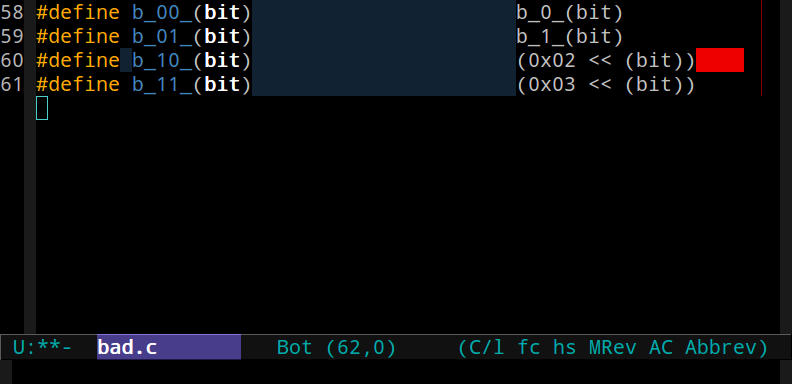 58 #define b_00_(bit) b_0_(bit)
59 #define b_01_(bit) b_1_(bit)
60 #define b_10_(bit) (0x02 << (bit))
61 #define b_11_(bit) (0x03 << (bit))
U:**- bad.c Bot (62,0) (C/l fc hs MRev AC Abbrev)